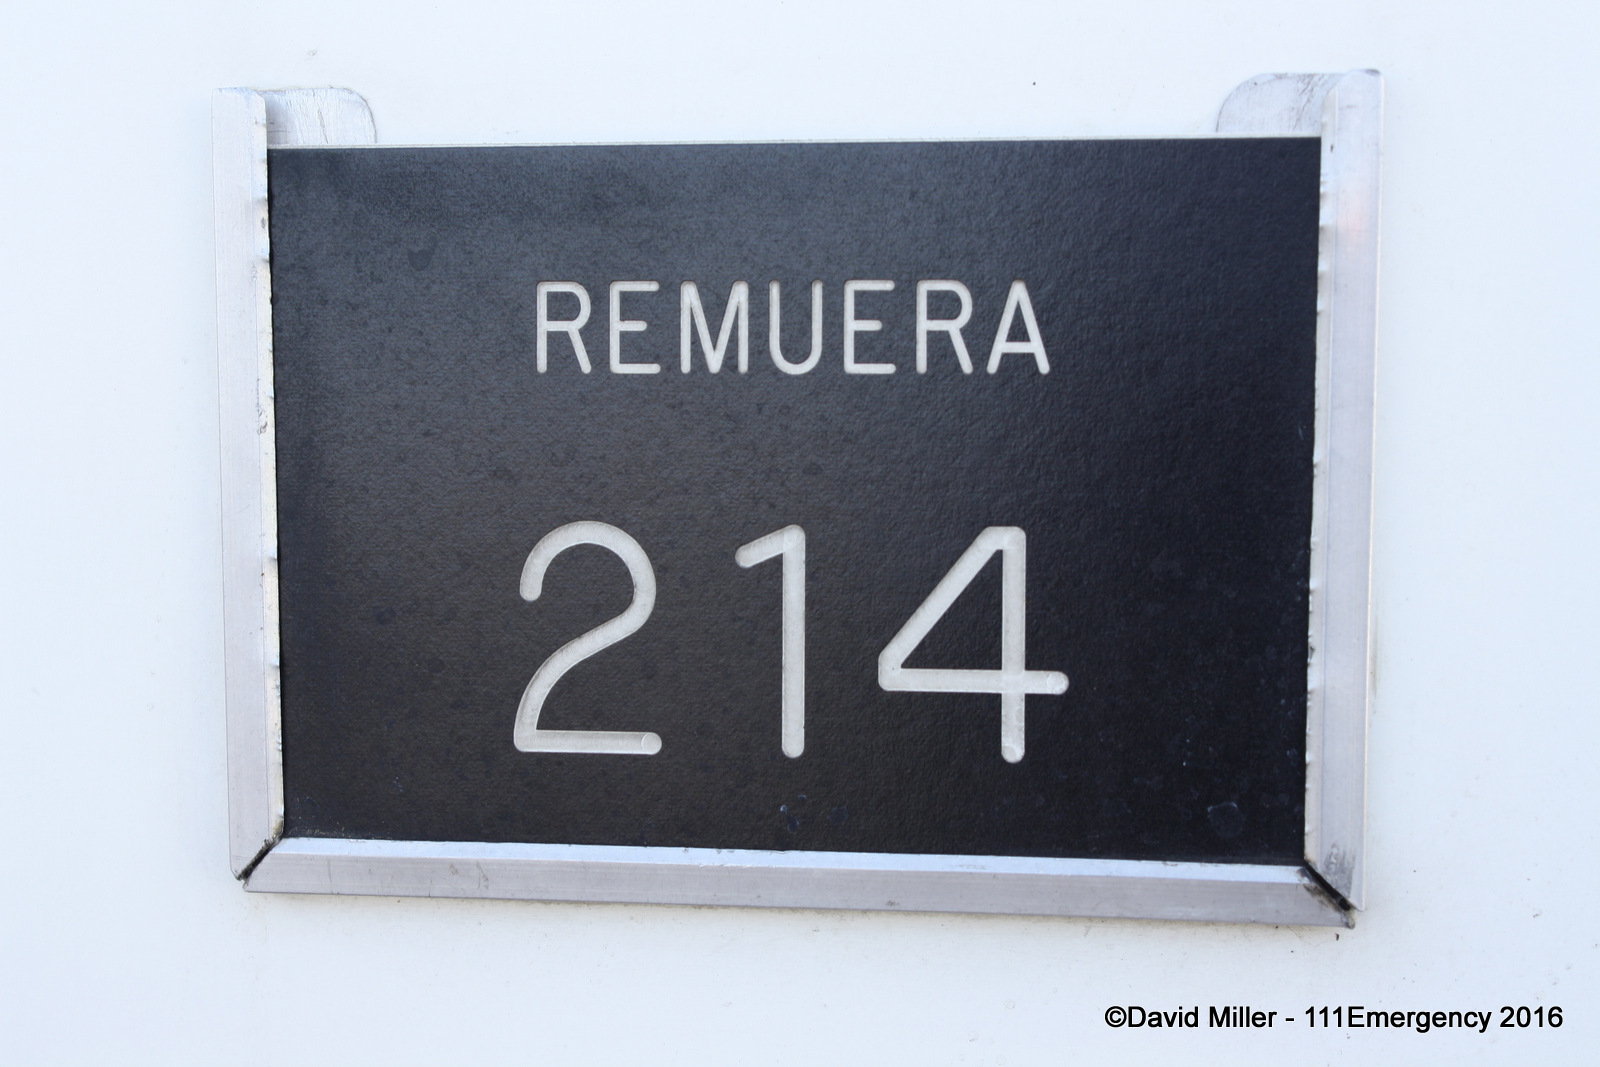 REMUERA
214
©David Miller - 111Emergency 2016